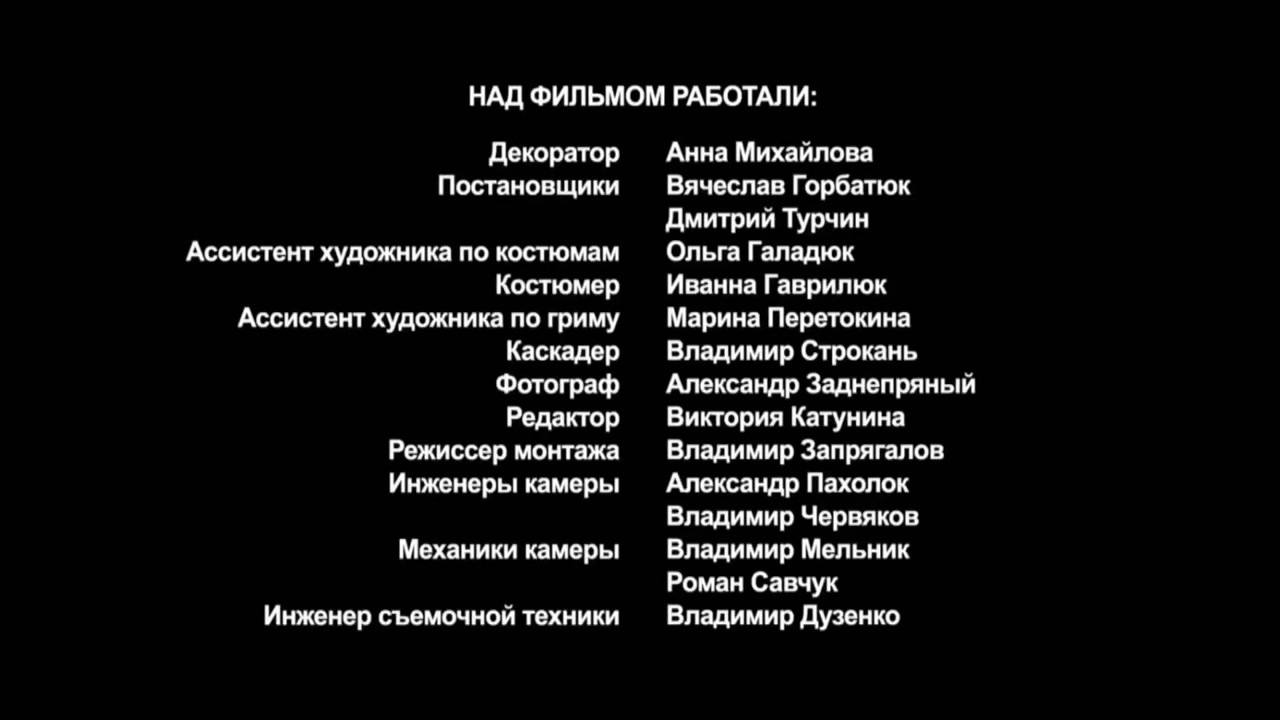 НАД ФИЛЬМОМ РАБОТАЛИ:
Декоратор Анна Михайлова
Постановщики Вячеслав Горбатюк
Дмитрий Турчин
Ассистент художника по костюмам Ольга Галадюк
Костюмер Иванна Гаврилюк
Ассистент художника по гриму Марина Перетокина
Каскадер Владимир Строкань
Фотограф Александр Заднепряный
Редактор Виктория Катунина
Режиссер монтажа Владимир Запрягалов
Инженеры камеры Александр Пахолок
Владимир Червяков
Механики камеры Владимир Мельник
Роман Савчук
Инженер съемочной техники Владимир Дузенко